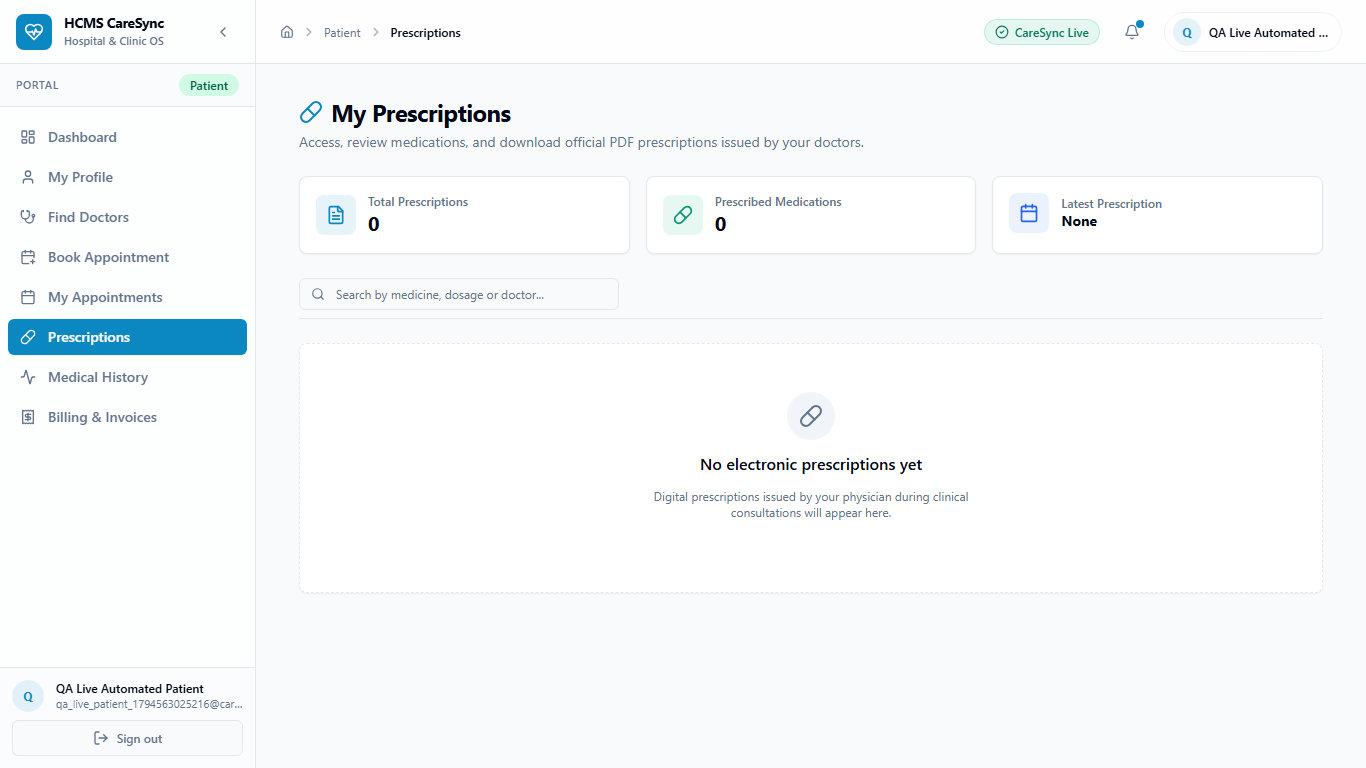 HCMS CareSync
Hospital & Clinic OS
PORTAL
Patient
Dashboard
My Profile
Find Doctors
Book Appointment
My Appointments
Prescriptions
Medical History
Billing & Invoices
Q
QA Live Automated Patient
qa_live_patient_1794563025216@car...
Sign out
Patient
Prescriptions
CareSync Live
Q
QA Live Automated ...
My Prescriptions
Access, review medications, and download official PDF prescriptions issued by your doctors.
Total Prescriptions
0
Prescribed Medications
0
Latest Prescription
None
Search by medicine, dosage or doctor...
No electronic prescriptions yet
Digital prescriptions issued by your physician during clinical
consultations will appear here.